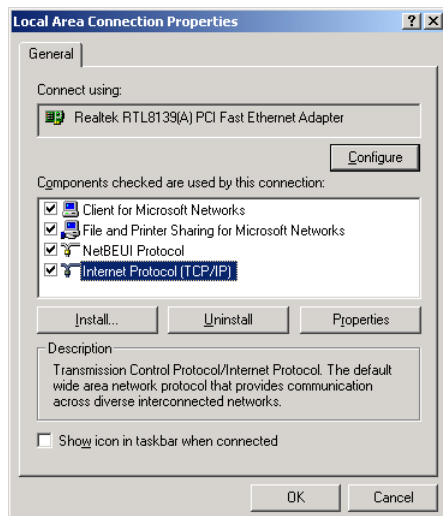 Local Area Connection Properties
General
Connect using:
Realtek RTL8139(A) PCI Fast Ethernet Adapter
Configure
Components checked are used by this connection:
Client for Microsoft Networks
File and Printer Sharing for Microsoft Networks
NetBEUI Protocol
Internet Protocol (TCP/IP)
Install... Uninstall Properties
Description
Transmission Control Protocol/Internet Protocol. The default
wide area network protocol that provides communication
across diverse interconnected networks.
Show icon in taskbar when connected
OK Cancel